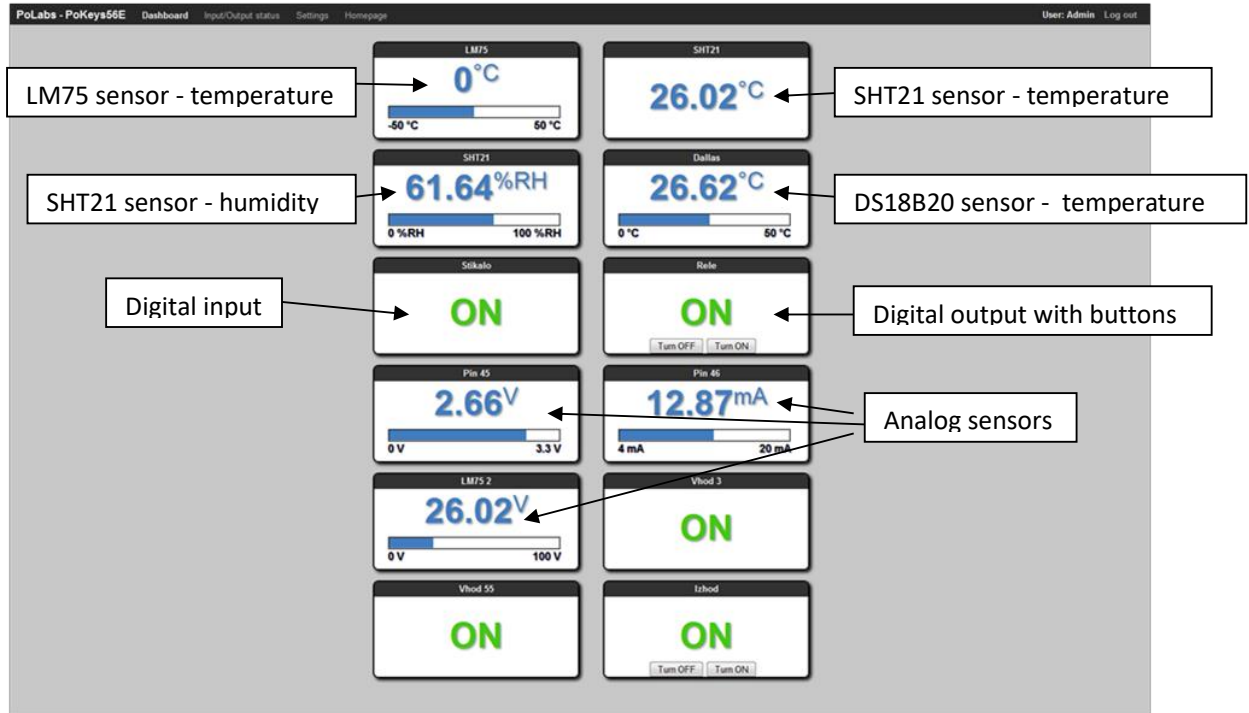 PoLabs - PoKeys56E Dashboard Input/Output status Settings Homepage User: Admin Log out
LM75 SHT21
LM75 sensor - temperature 0°C 26.02°C SHT21 sensor - temperature
-50 °C 50 °C
SHT21 Dallas
SHT21 sensor - humidity 61.64%RH 26.62°C DS18B20 sensor - temperature
0 %RH 100 %RH 0 °C 50 °C
Stikalo Rele
Digital input ON ON Digital output with buttons
Turn OFF Turn ON
Pin 45 Pin 46
2.66V 12.87mA Analog sensors
0 V 3.3 V 4 mA 20 mA
LM75 2 Vhod 3
26.02V ON
0 V 100 V
Vhod 55 Izhod
ON ON
Turn OFF Turn ON